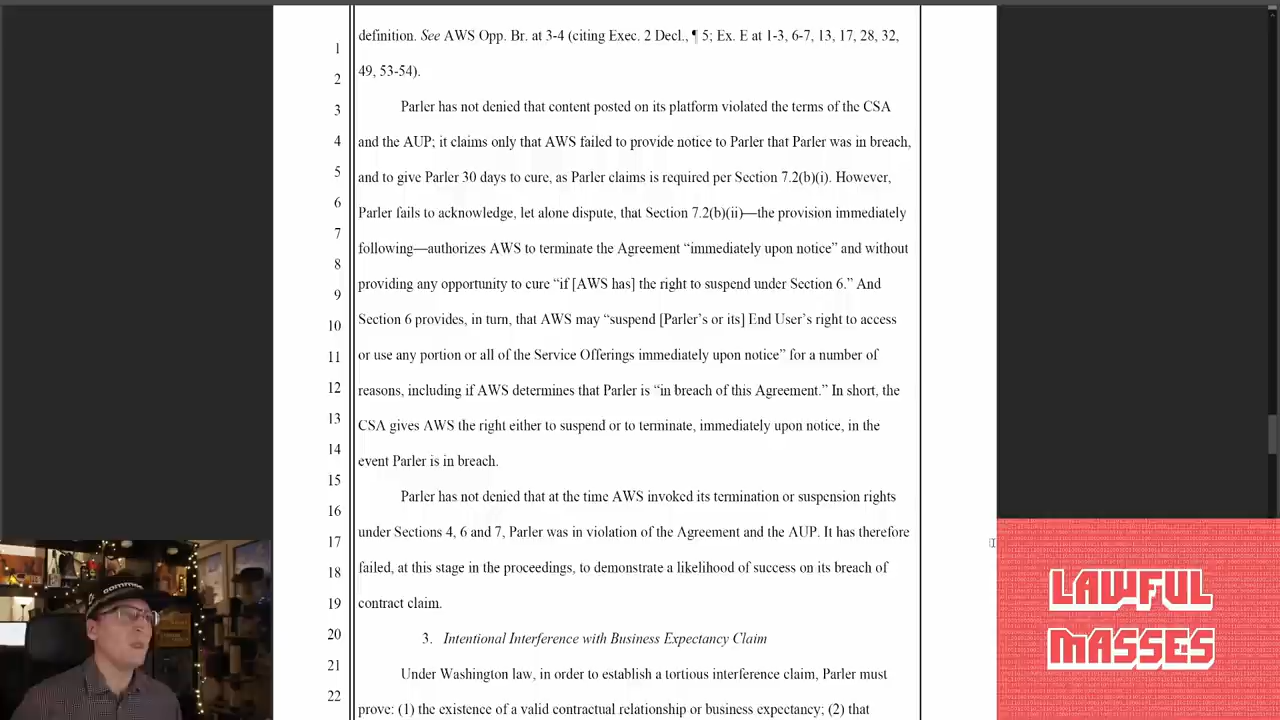 definition. See AWS Opp. Br. at 3-4 (citing Exec. 2 Decl., ¶ 5; Ex. E at 1-3, 6-7, 13, 17, 28, 32,
1
49, 53-54).
2
Parler has not denied that content posted on its platform violated the terms of the CSA
3
and the AUP; it claims only that AWS failed to provide notice to Parler that Parler was in breach,
4
and to give Parler 30 days to cure, as Parler claims is required per Section 7.2(b)(i). However,
5
Parler fails to acknowledge, let alone dispute, that Section 7.2(b)(ii)—the provision immediately
6
following—authorizes AWS to terminate the Agreement “immediately upon notice” and without
7
providing any opportunity to cure “if [AWS has] the right to suspend under Section 6.” And
8
Section 6 provides, in turn, that AWS may “suspend [Parler’s or its] End User’s right to access
9
or use any portion or all of the Service Offerings immediately upon notice” for a number of
10
reasons, including if AWS determines that Parler is “in breach of this Agreement.” In short, the
11
CSA gives AWS the right either to suspend or to terminate, immediately upon notice, in the
12
event Parler is in breach.
13
Parler has not denied that at the time AWS invoked its termination or suspension rights
14
under Sections 4, 6 and 7, Parler was in violation of the Agreement and the AUP. It has therefore
15
failed, at this stage in the proceedings, to demonstrate a likelihood of success on its breach of
16
contract claim.
17
3. Intentional Interference with Business Expectancy Claim
18
Under Washington law, in order to establish a tortious interference claim, Parler must
19
prove: (1) the existence of a valid contractual relationship or business expectancy; (2) that
20
21
22
LAWFUL
MASSES